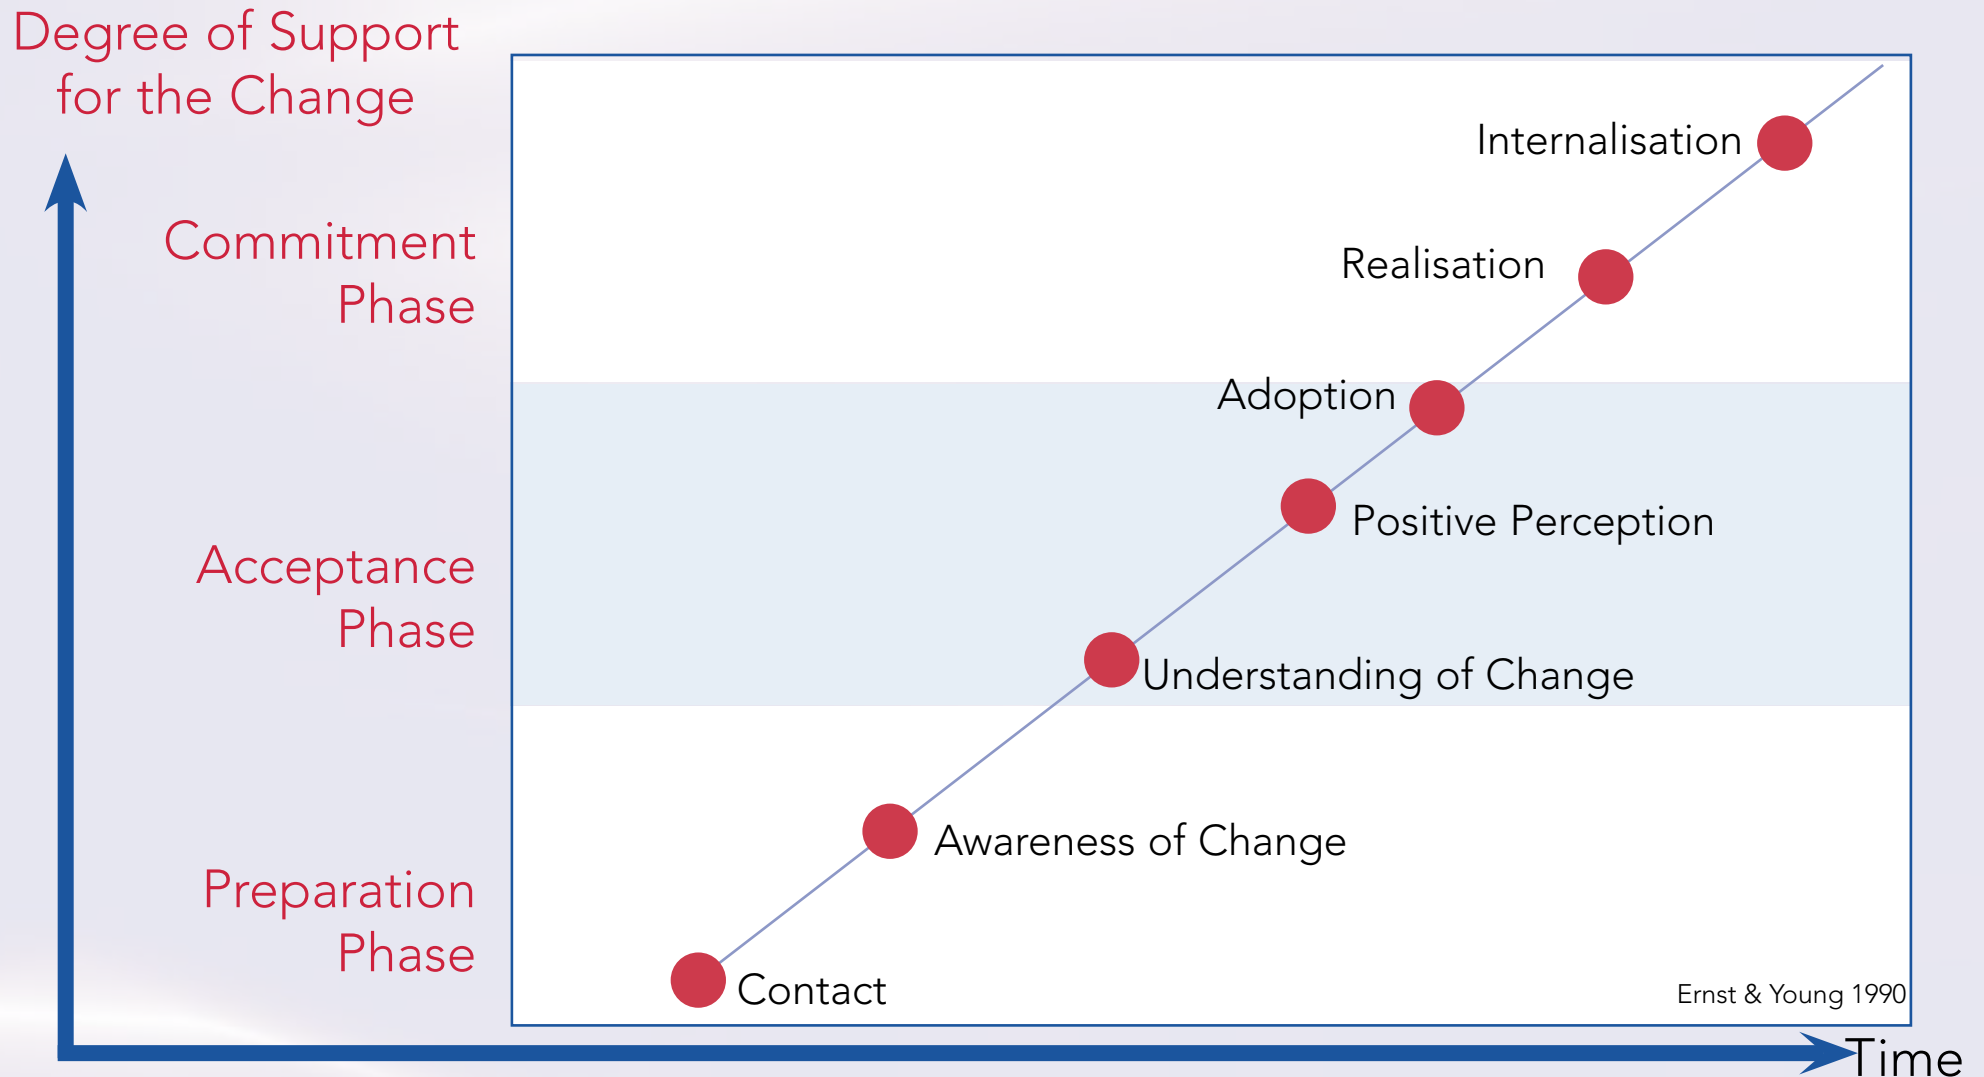 Degree of Support
for the Change
Internalisation
Commitment
Phase
Realisation
Adoption
Positive Perception
Acceptance
Phase
Understanding of Change
Awareness of Change
Preparation
Phase
Contact
Ernst & Young 1990
Time